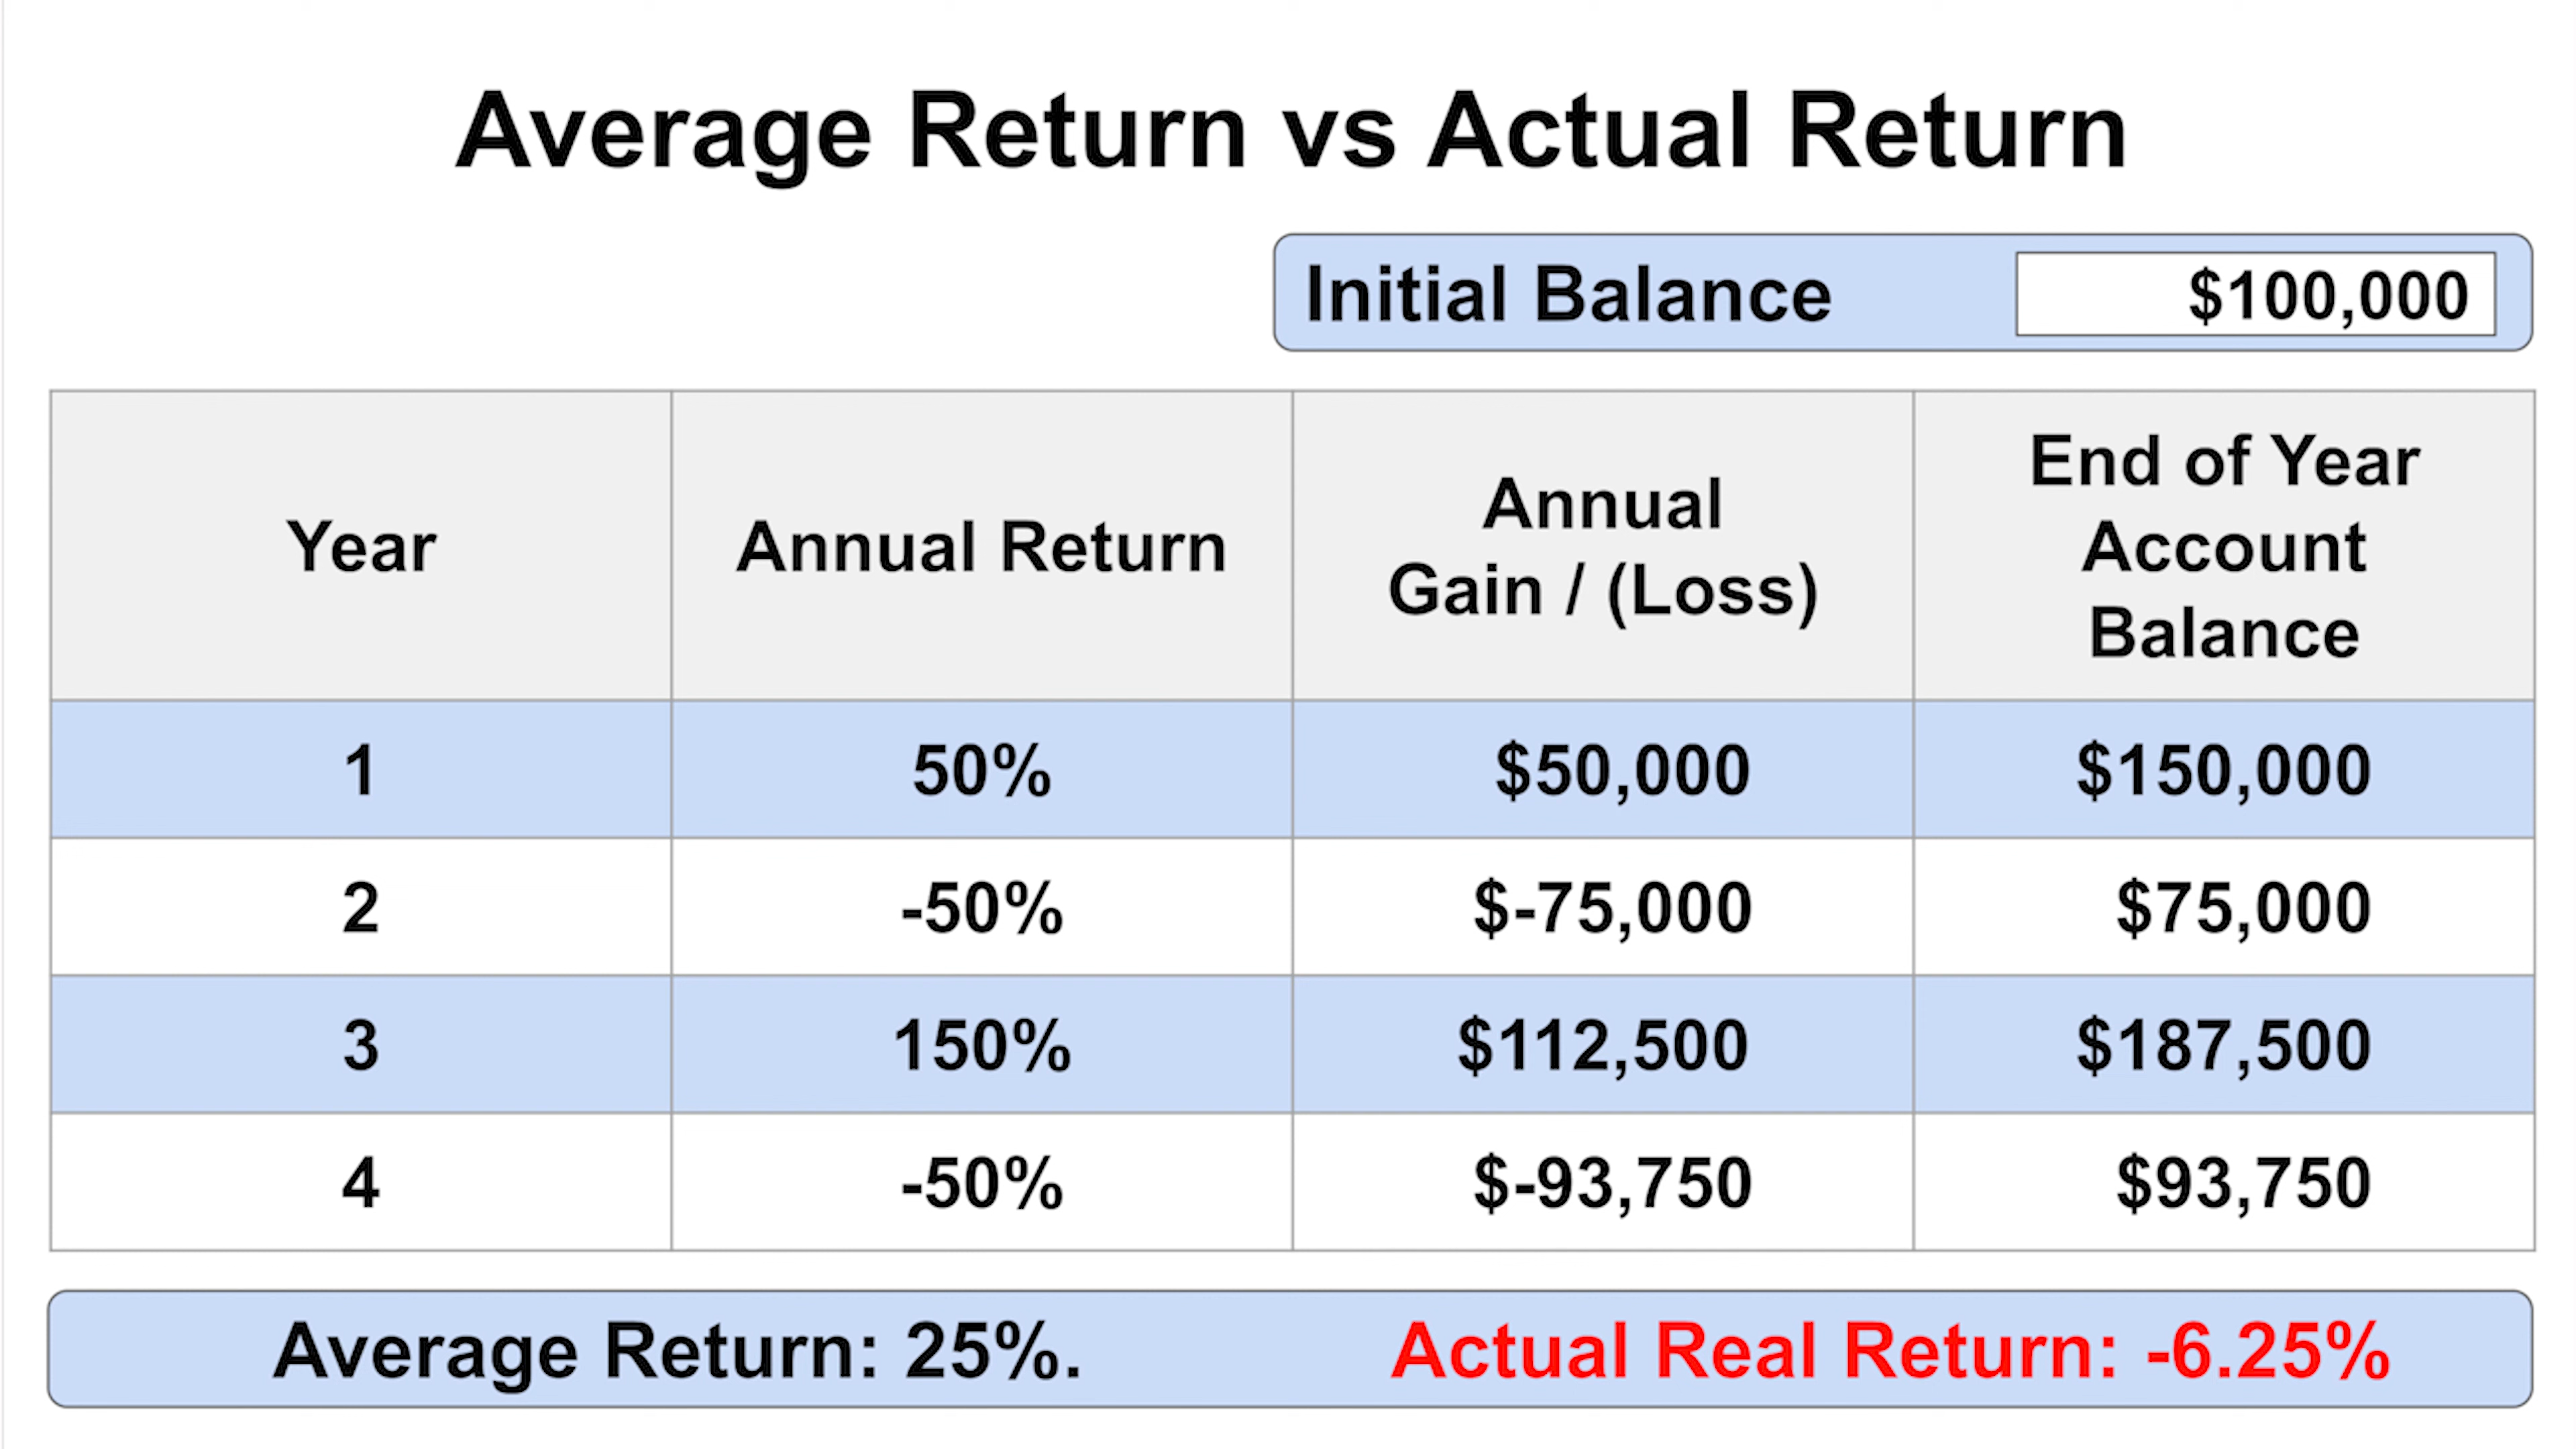 Average Return vs Actual Return
Initial Balance $100,000
Year Annual Return Annual Gain / (Loss) End of Year Account Balance
1 50% $50,000 $150,000
2 -50% $-75,000 $75,000
3 150% $112,500 $187,500
4 -50% $-93,750 $93,750
Average Return: 25%. Actual Real Return: -6.25%